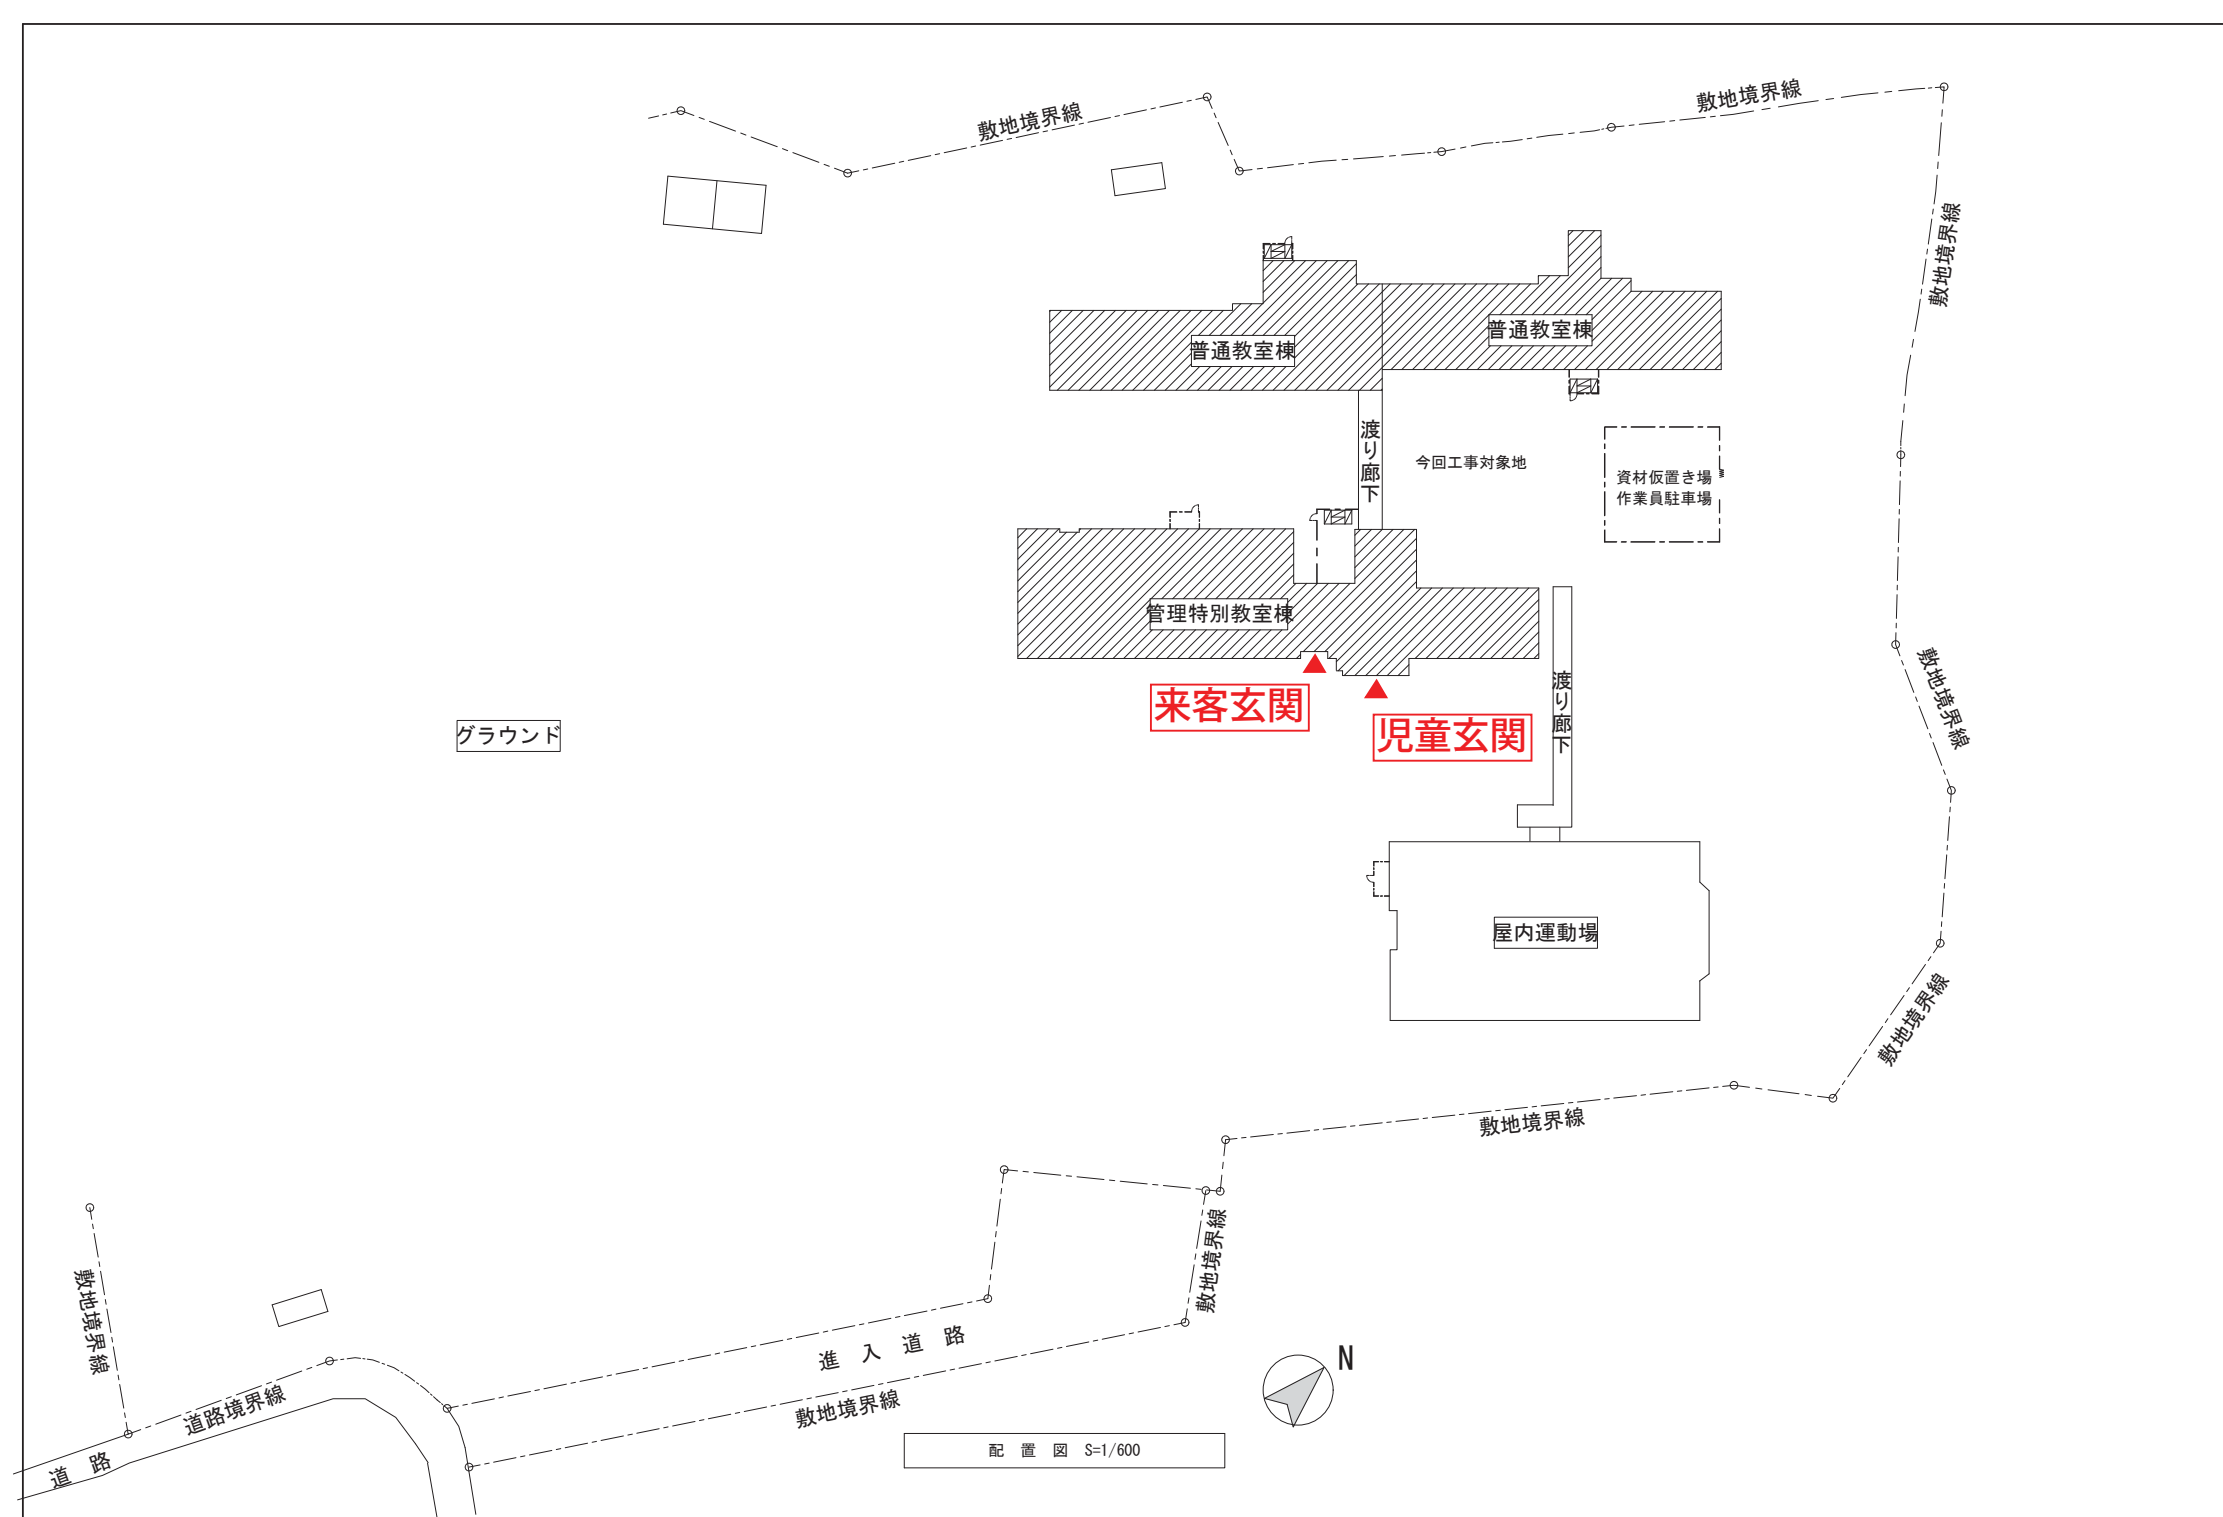 敷地境界線
敷地境界線
敷地境界線
普通教室棟
普通教室棟
渡り廊下
今回工事対象地
資材仮置き場
作業員駐車場
管理特別教室棟
来客玄関
児童玄関
渡り廊下
敷地境界線
グラウンド
屋内運動場
敷地境界線
敷地境界線
敷地境界線
敷地境界線
進入道路
敷地境界線
道路境界線
道路
N
配置図 S=1/600